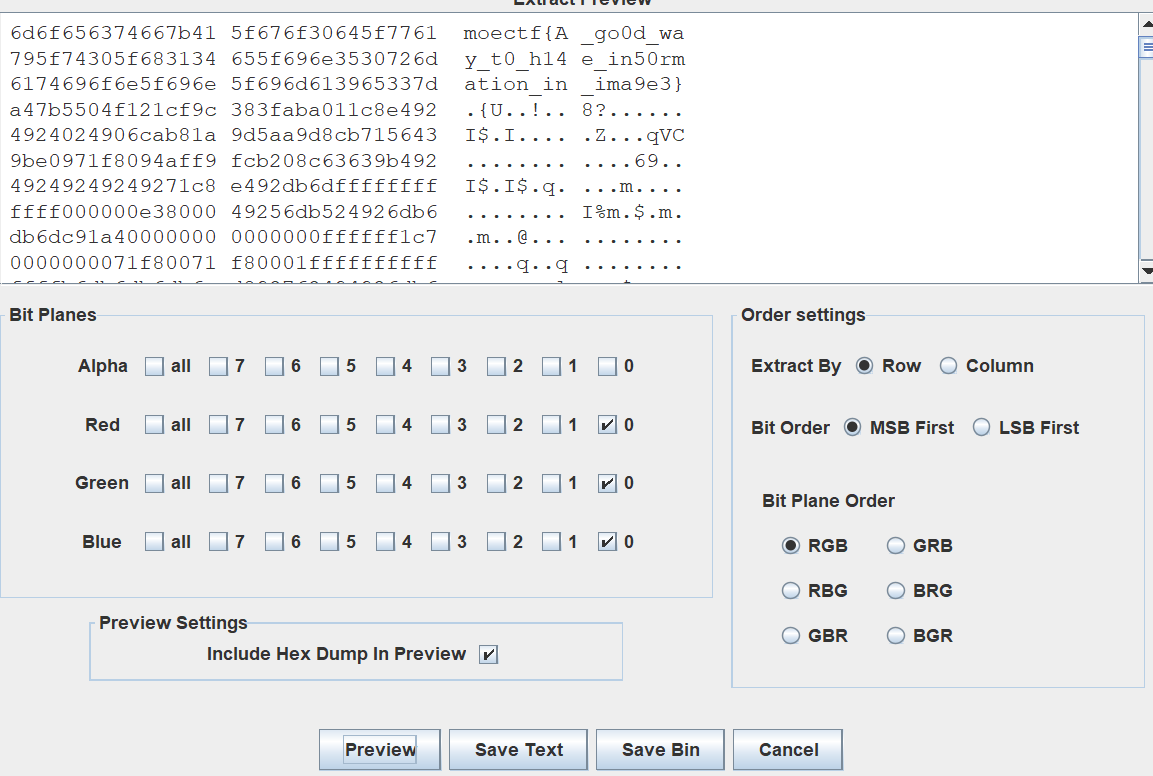 Extract Preview
6d6f656374667b41 5f676f30645f7761 moectf{A _go0d_wa
795f74305f683134 655f696e3530726d y_t0_h14 e_in50rm
6174696f6e5f696e 5f696d613965337d ation_in _ima9e3}
a47b5504f121cf9c 383faba011c8e492 .{U..!.. 8?......
4924024906cab81a 9d5aa9d8cb715643 I$.I.... .Z...qVC
9be0971f8094aff9 fcb208c63639b492 ........ ....69..
49249249249271c8 e492db6dffffffff I$.I$.q. ...m....
ffff000000e38000 49256db524926db6 ........ I%m.$.m.
db6dc91a40000000 0000000ffffff1c7 .m..@... ........
0000000071f80071 f80001ffffffffff ....q..q ........
Bit Planes
Alpha all 7 6 5 4 3 2 1 0
Red all 7 6 5 4 3 2 1 0
Green all 7 6 5 4 3 2 1 0
Blue all 7 6 5 4 3 2 1 0
Preview Settings
Include Hex Dump In Preview
Order settings
Extract By Row Column
Bit Order MSB First LSB First
Bit Plane Order
RGB GRB
RBG BRG
GBR BGR
Preview Save Text Save Bin Cancel